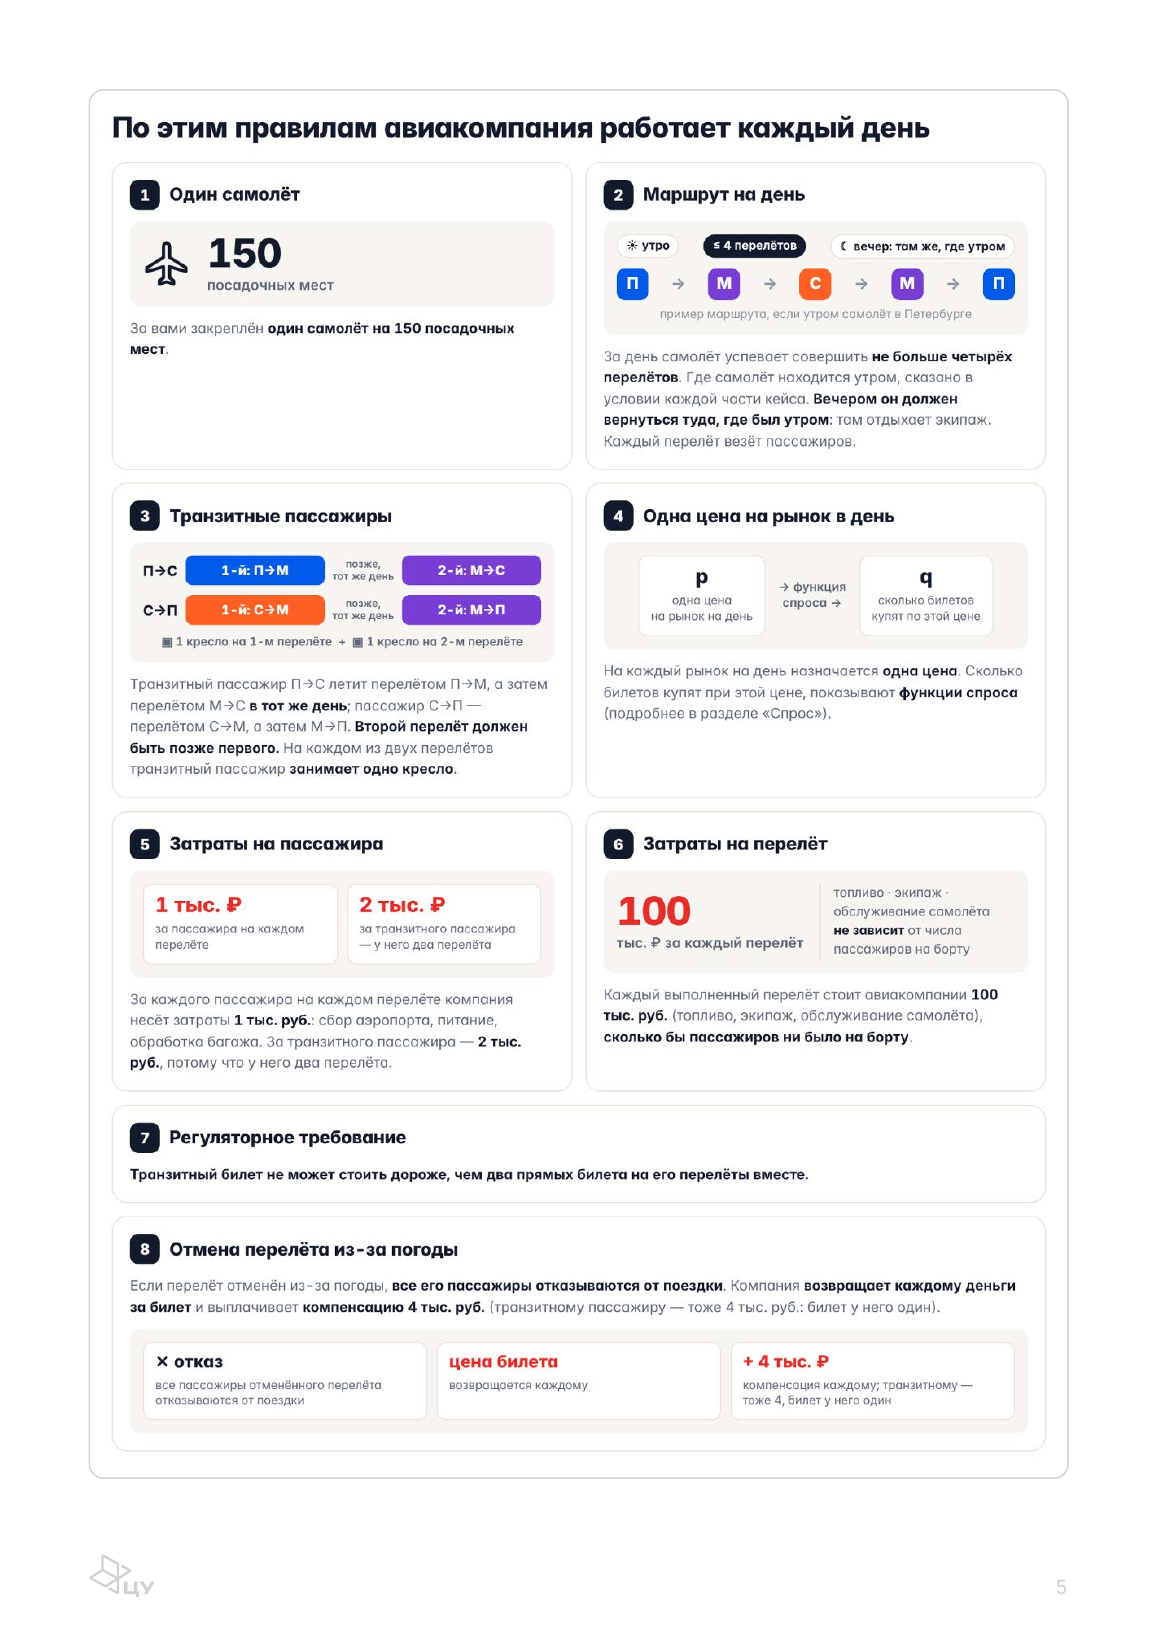 По этим правилам авиакомпания работает каждый день
1 Один самолёт
150
посадочных мест
За вами закреплён один самолёт на 150 посадочных
мест.
2 Маршрут на день
☀ утро
≤ 4 перелётов
☾ вечер: там же, где утром
П → М → С → М → П
пример маршрута, если утром самолёт в Петербурге
За день самолёт успевает совершить не больше четырёх
перелётов. Где самолёт находится утром, сказано в
условии каждой части кейса. Вечером он должен
вернуться туда, где был утром: там отдыхает экипаж.
Каждый перелёт везёт пассажиров.
3 Транзитные пассажиры
П→С 1-й: П→М позже, тот же день 2-й: М→С
С→П 1-й: С→М позже, тот же день 2-й: М→П
▣ 1 кресло на 1-м перелёте + ▣ 1 кресло на 2-м перелёте
Транзитный пассажир П→С летит перелётом П→М, а затем
перелётом М→С в тот же день; пассажир С→П —
перелётом С→М, а затем М→П. Второй перелёт должен
быть позже первого. На каждом из двух перелётов
транзитный пассажир занимает одно кресло.
4 Одна цена на рынок в день
p
одна цена
на рынок на день
→ функция
спроса →
q
сколько билетов
купят по этой цене
На каждый рынок на день назначается одна цена. Сколько
билетов купят при этой цене, показывают функции спроса
(подробнее в разделе «Спрос»).
5 Затраты на пассажира
1 тыс. ₽
за пассажира на каждом
перелёте
2 тыс. ₽
за транзитного пассажира
— у него два перелёта
За каждого пассажира на каждом перелёте компания
несёт затраты 1 тыс. руб.: сбор аэропорта, питание,
обработка багажа. За транзитного пассажира — 2 тыс.
руб., потому что у него два перелёта.
6 Затраты на перелёт
100
тыс. ₽ за каждый перелёт
топливо · экипаж ·
обслуживание самолёта
не зависит от числа
пассажиров на борту
Каждый выполненный перелёт стоит авиакомпании 100
тыс. руб. (топливо, экипаж, обслуживание самолёта),
сколько бы пассажиров ни было на борту.
7 Регуляторное требование
Транзитный билет не может стоить дороже, чем два прямых билета на его перелёты вместе.
8 Отмена перелёта из-за погоды
Если перелёт отменён из-за погоды, все его пассажиры отказываются от поездки. Компания возвращает каждому деньги
за билет и выплачивает компенсацию 4 тыс. руб. (транзитному пассажиру — тоже 4 тыс. руб.: билет у него один).
✕ отказ
все пассажиры отменённого перелёта
отказываются от поездки
цена билета
возвращается каждому
+ 4 тыс. ₽
компенсация каждому; транзитному —
тоже 4, билет у него один
ЦУ
5